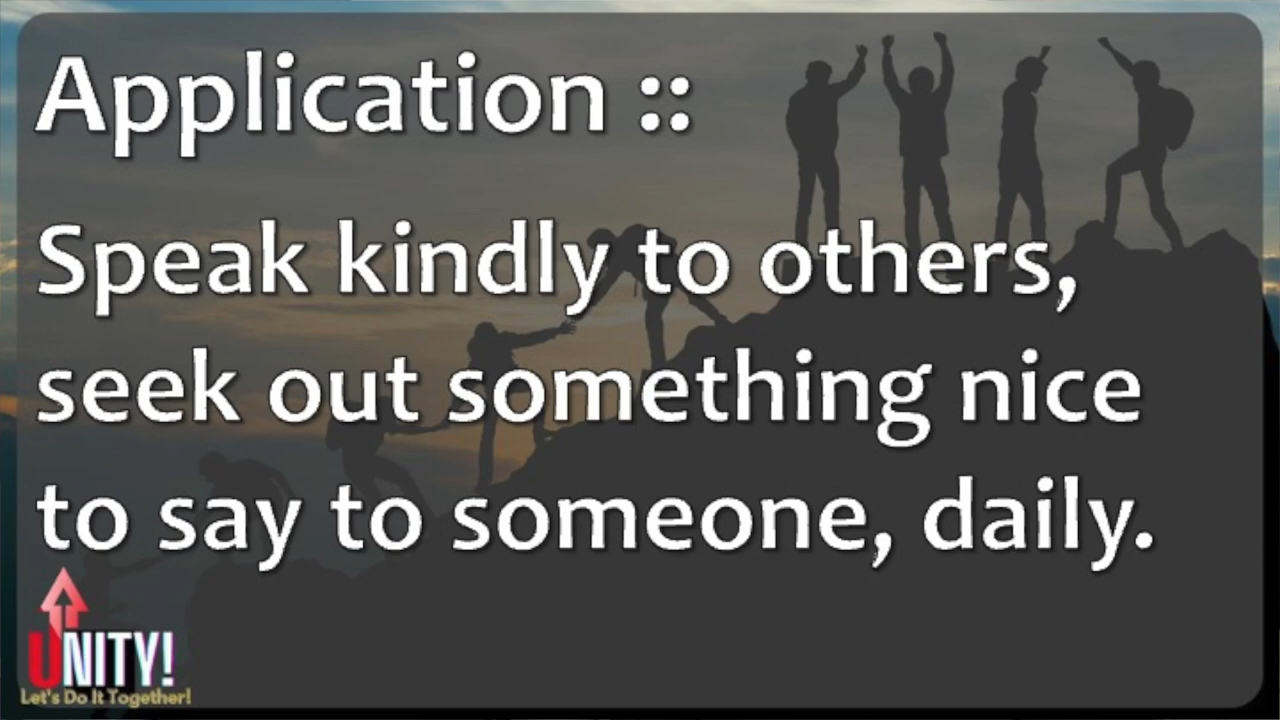 Application ::
Speak kindly to others,
seek out something nice
to say to someone, daily.
UNITY!
Let's Do It Together!